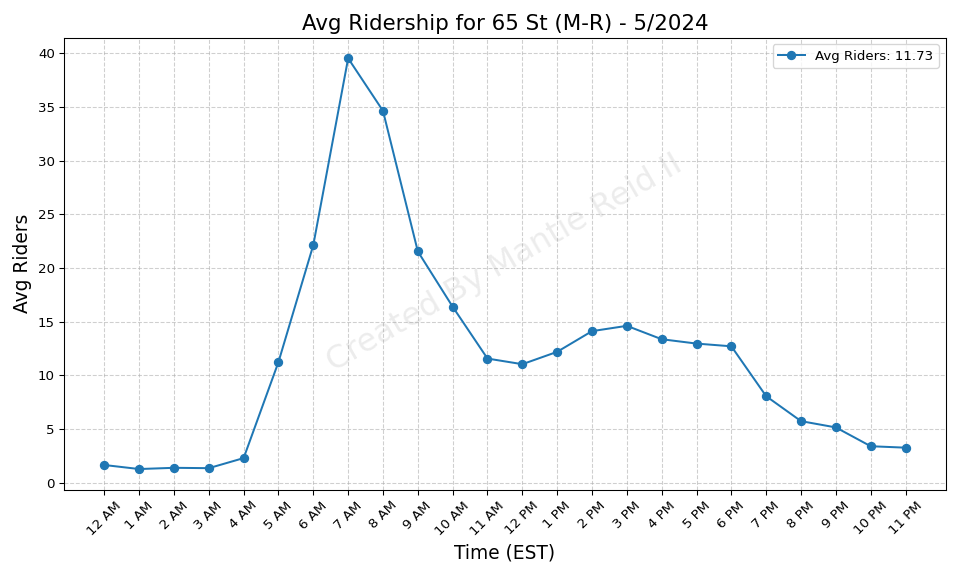 Avg Ridership for 65 St (M-R) - 5/2024
Avg Riders: 11.73
40
35
30
25
20
15
10
5
0
Avg Riders
Created By Mantie Reid II
12 AM
1 AM
2 AM
3 AM
4 AM
5 AM
6 AM
7 AM
8 AM
9 AM
10 AM
11 AM
12 PM
1 PM
2 PM
3 PM
4 PM
5 PM
6 PM
7 PM
8 PM
9 PM
10 PM
11 PM
Time (EST)